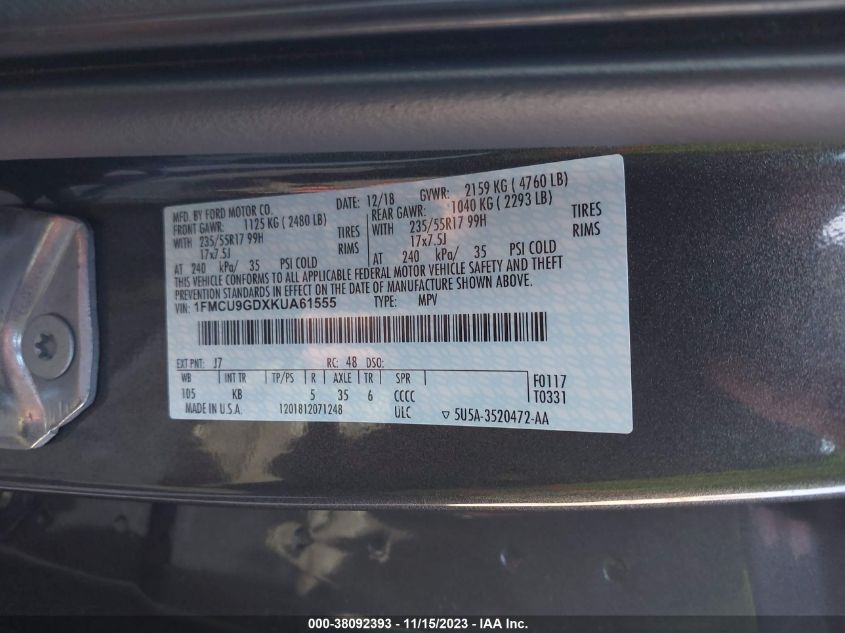 MFD. BY FORD MOTOR CO.
DATE: 12/18 GVWR: 2159 KG ( 4760 LB)
FRONT GAWR: 1125 KG ( 2480 LB)
REAR GAWR: 1040 KG ( 2293 LB)
WITH 235/55R17 99H TIRES
WITH 235/55R17 99H TIRES
17x7.5J RIMS
17x7.5J RIMS
AT 240 kPa/ 35 PSI COLD
AT 240 kPa/ 35 PSI COLD
THIS VEHICLE CONFORMS TO ALL APPLICABLE FEDERAL MOTOR VEHICLE SAFETY AND THEFT
PREVENTION STANDARDS IN EFFECT ON THE DATE OF MANUFACTURE SHOWN ABOVE.
VIN: 1FMCU9GDXKUA61555 TYPE: MPV
EXT PNT: J7 RC: 48 DSO:
WB INT TR TP/PS R AXLE TR SPR F0117
105 KB 5 35 6 CCCC T0331
MADE IN U.S.A. 12018120712​48 ULC ▽ 5U5A-3520472-AA
000-38092393 - 11/15/2023 - IAA Inc.